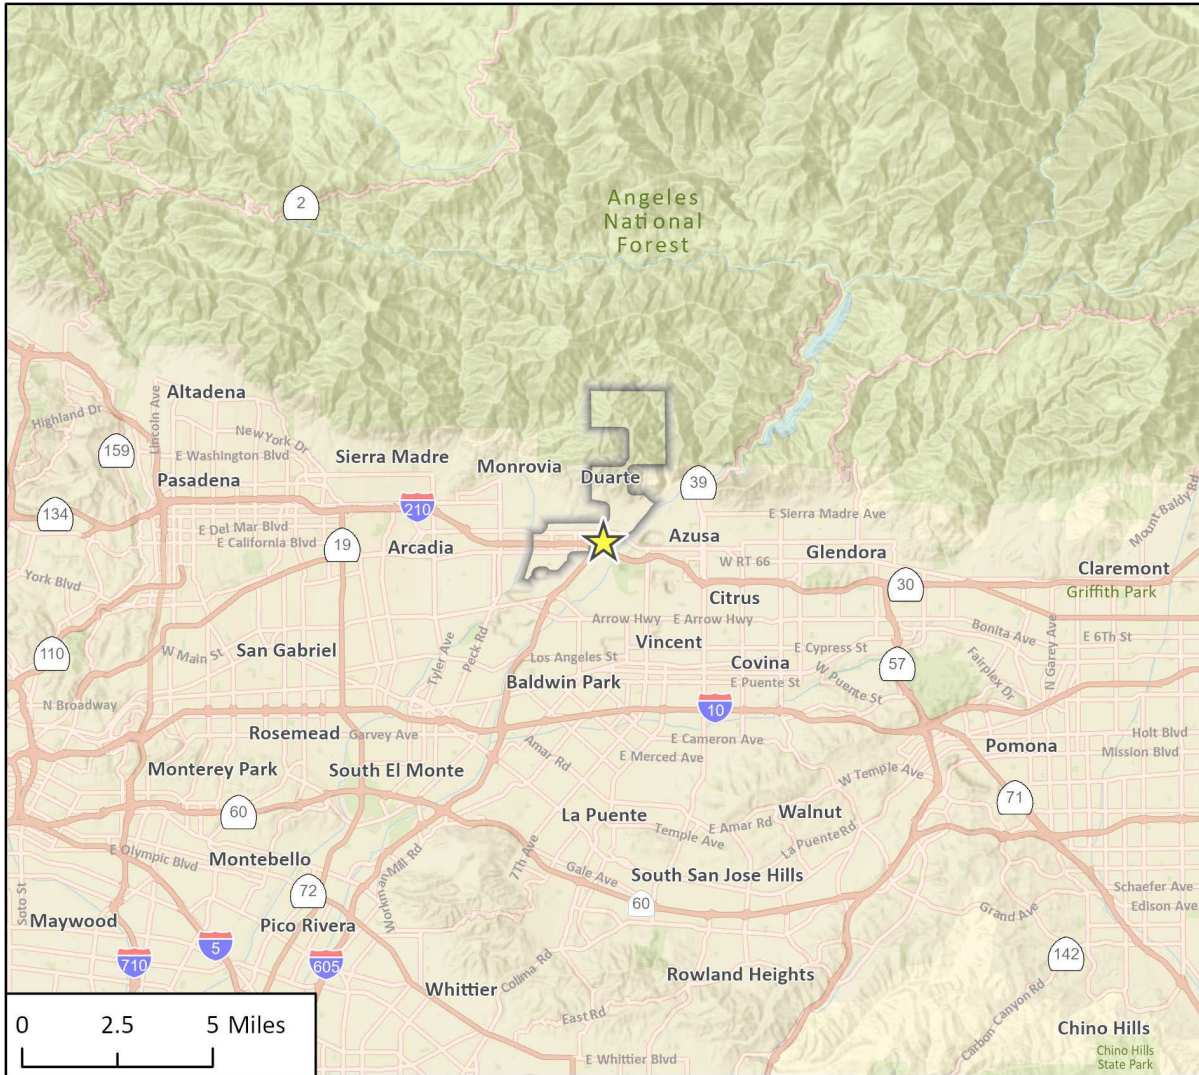 2
Angeles
National
Forest
Altadena
Highland Dr
Lincoln Ave
New York Dr
159
E Washington Blvd
Sierra Madre
Monrovia
Pasadena
Duarte
39
210
134
E Del Mar Blvd
E California Blvd
19
Arcadia
E Sierra Madre Ave
Mount Baldy Rd
Azusa
W RT 66
Glendora
Claremont
York Blvd
30
Griffith Park
Citrus
Arrow Hwy
E Arrow Hwy
110
W Main St
San Gabriel
Tyler Ave
Peck Rd
Los Angeles St
Vincent
E Cypress St
Bonita Ave
E 6Th St
Covina
57
Fairplex Dr
N Garey Ave
Baldwin Park
E Puente St
W Puente St
N Broadway
10
Rosemead
Garvey Ave
E Cameron Ave
Holt Blvd
Pomona
Mission Blvd
Amar Rd
E Merced Ave
Monterey Park
South El Monte
W Temple Ave
60
71
La Puente
Walnut
Temple Ave
E Amar Rd
La Puente Rd
E Olympic Blvd
Montebello
Workman Mill Rd
7Th Ave
Gale Ave
South San Jose Hills
Soto St
72
60
Schaefer Ave
Edison Ave
Grand Ave
Maywood
Pico Rivera
5
710
605
142
Whittier
Colima Rd
Rowland Heights
East Rd
Carbon Canyon Rd
Chino Hills
Chino Hills
State Park
E Whittier Blvd
0 2.5 5 Miles